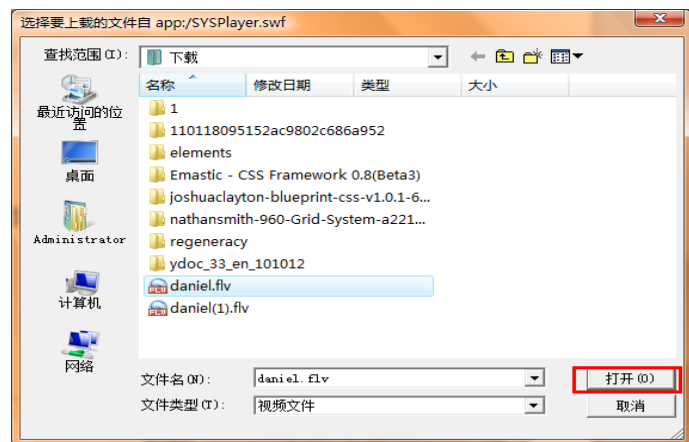 选择要上载的文件自 app:/SYSPlayer.swf
查找范围(I):
下载
名称
修改日期
类型
大小
最近访问的位置
桌面
Administrator
计算机
网络
1
110118095152ac9802c686a952
elements
Emastic - CSS Framework 0.8(Beta3)
joshuaclayton-blueprint-css-v1.0.1-6...
nathansmith-960-Grid-System-a221...
regeneracy
ydoc_33_en_101012
daniel.flv
daniel(1).flv
文件名(N):
daniel.flv
打开(O)
文件类型(T):
视频文件
取消